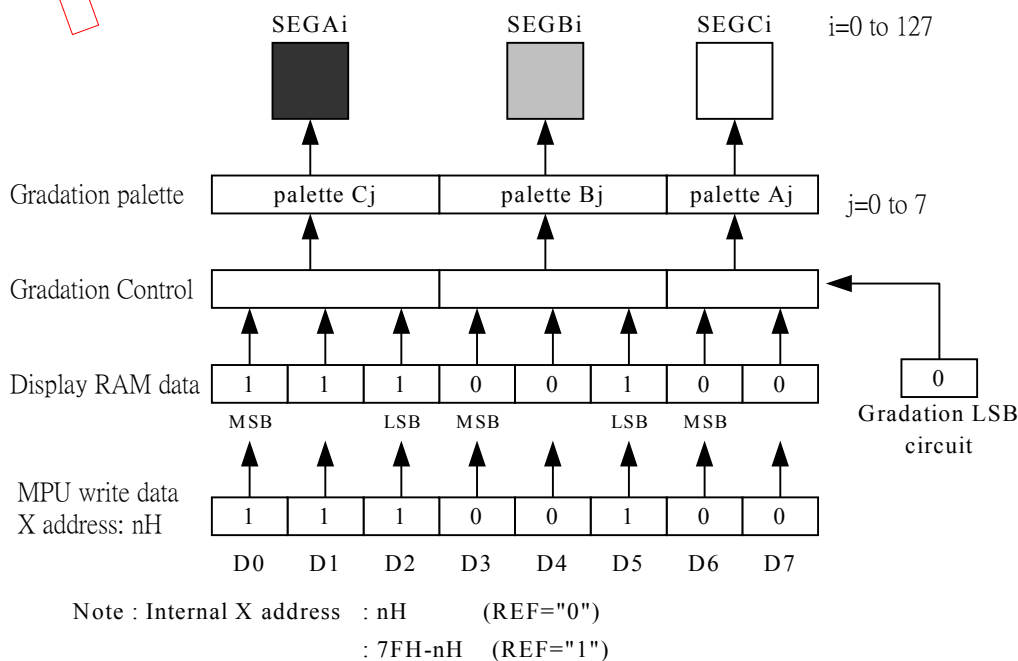 SEGAi SEGBi SEGCi i=0 to 127
Gradation palette palette Cj palette Bj palette Aj j=0 to 7
Gradation Control
Display RAM data 1 1 1 0 0 1 0 0 0
MSB LSB MSB LSB MSB Gradation LSB
circuit
MPU write data
X address: nH 1 1 1 0 0 1 0 0
D0 D1 D2 D3 D4 D5 D6 D7
Note : Internal X address : nH (REF="0")
: 7FH-nH (REF="1")